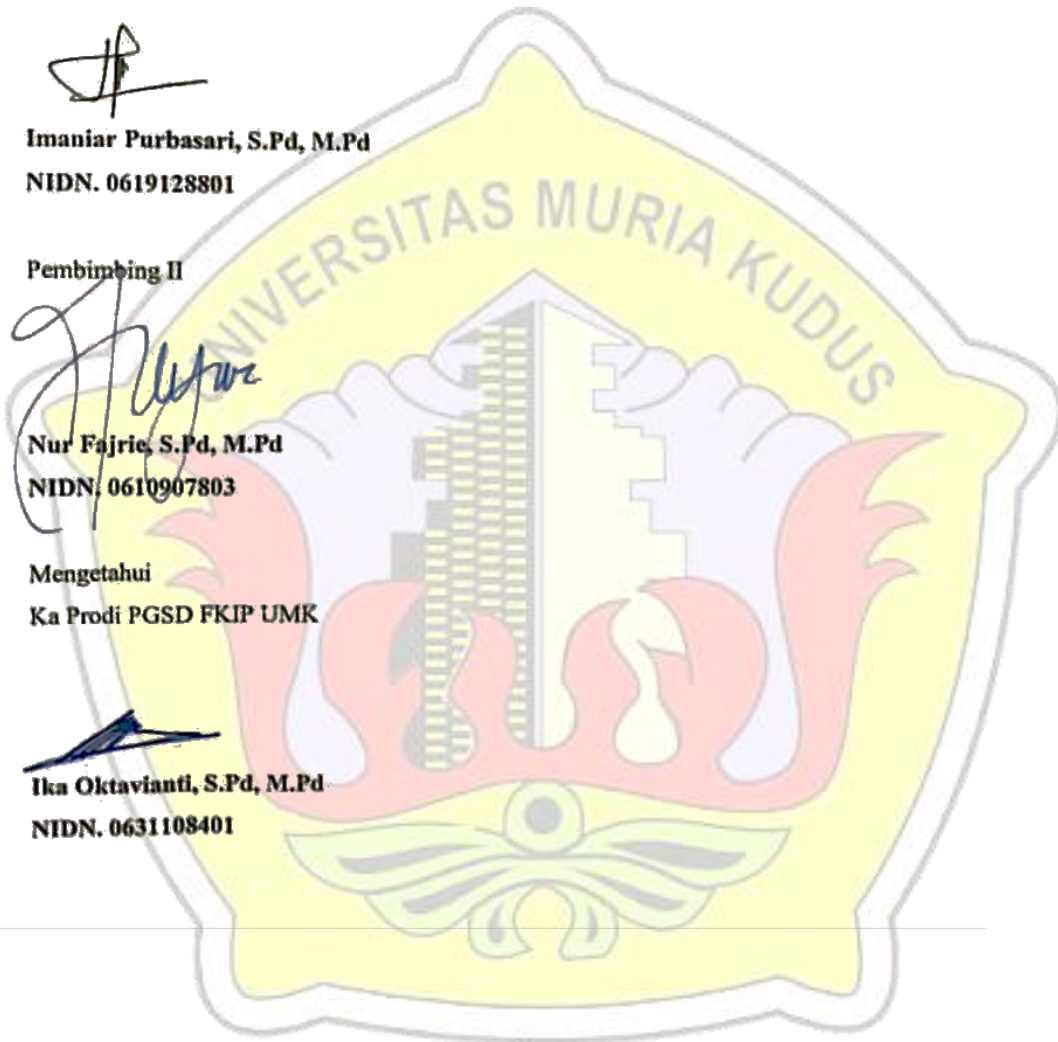 Imaniar Purbasari, S.Pd, M.Pd
NIDN. 0619128801
Pembimbing II
Nur Fajrie, S.Pd, M.Pd
NIDN. 0610907803
Mengetahui
Ka Prodi PGSD FKIP UMK
Ika Oktavianti, S.Pd, M.Pd
NIDN. 0631108401
UNIVERSITAS MURIA KUDUS